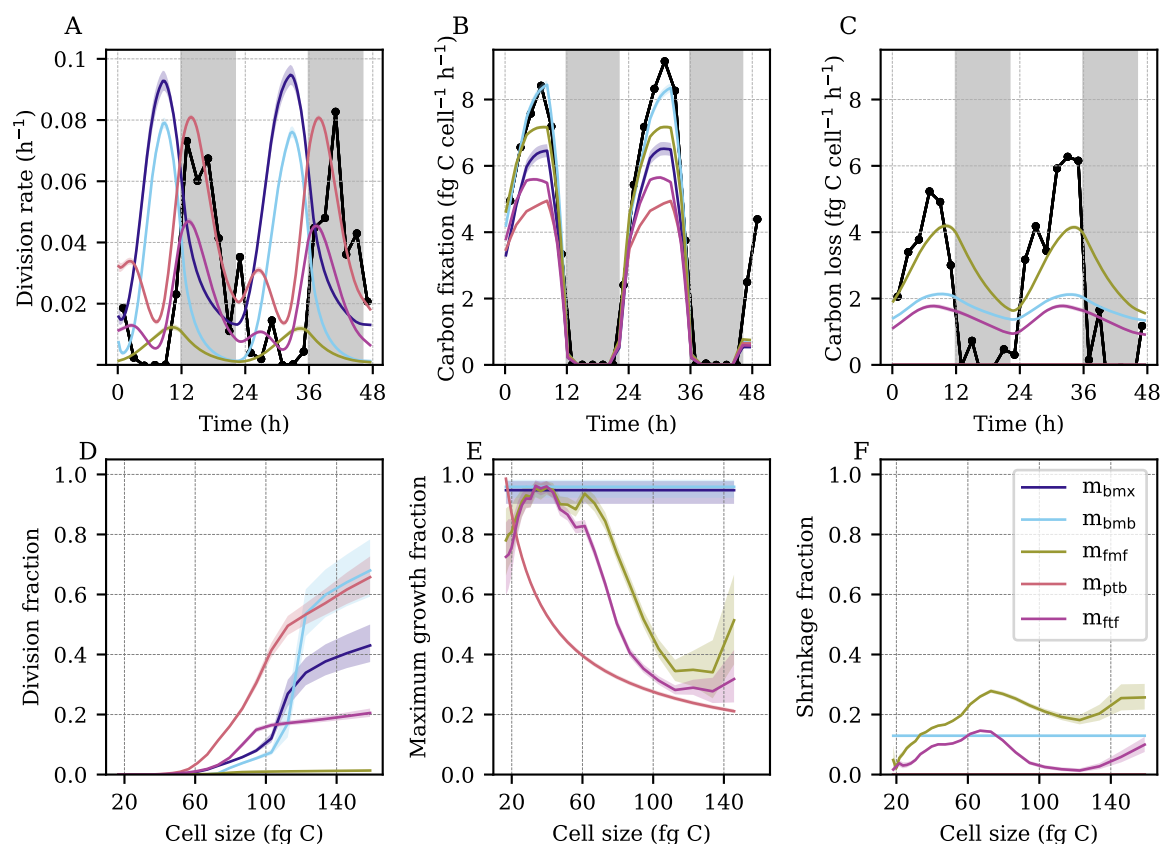 A
B
C
Division rate (h⁻¹)
0.1
0.08
0.06
0.04
0.02
0 12 24 36 48
Time (h)
Carbon fixation (fg C cell⁻¹ h⁻¹)
8
6
4
2
0
0 12 24 36 48
Time (h)
Carbon loss (fg C cell⁻¹ h⁻¹)
8
6
4
2
0
0 12 24 36 48
Time (h)
D
E
F
Division fraction
1.0
0.8
0.6
0.4
0.2
0.0
20 60 100 140
Cell size (fg C)
Maximum growth fraction
1.0
0.8
0.6
0.4
0.2
0.0
20 60 100 140
Cell size (fg C)
Shrinkage fraction
1.0
0.8
0.6
0.4
0.2
0.0
20 60 100 140
Cell size (fg C)
m_bmx
m_bmb
m_fmf
m_ptb
m_ftf